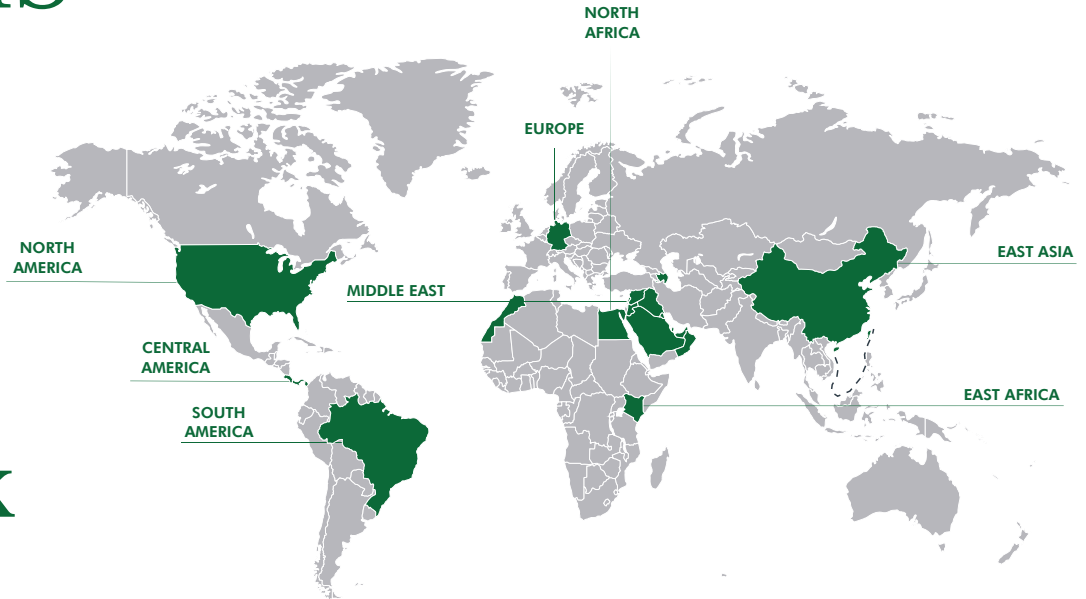 NORTH
AFRICA
EUROPE
NORTH
AMERICA
EAST ASIA
MIDDLE EAST
CENTRAL
AMERICA
EAST AFRICA
SOUTH
AMERICA